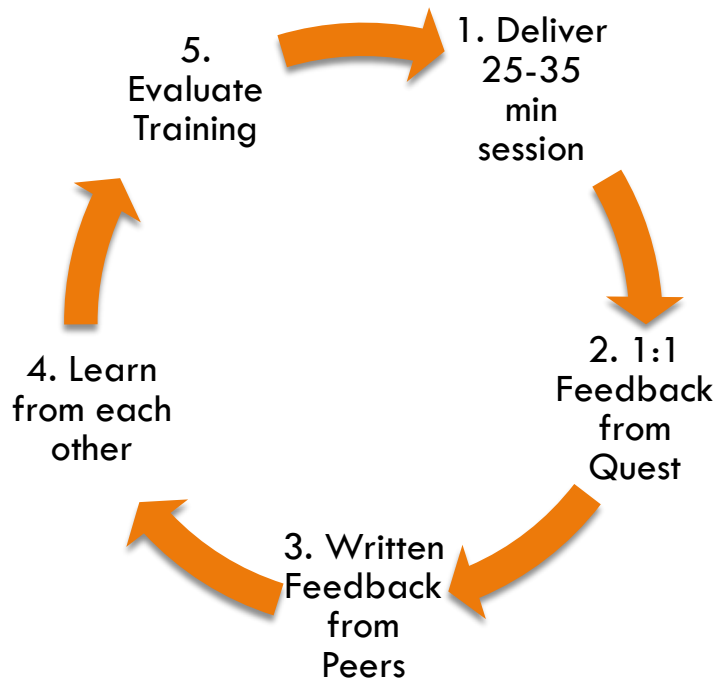 1. Deliver
25-35
min
session
2. 1:1
Feedback
from
Quest
3. Written
Feedback
from
Peers
4. Learn
from each
other
5.
Evaluate
Training